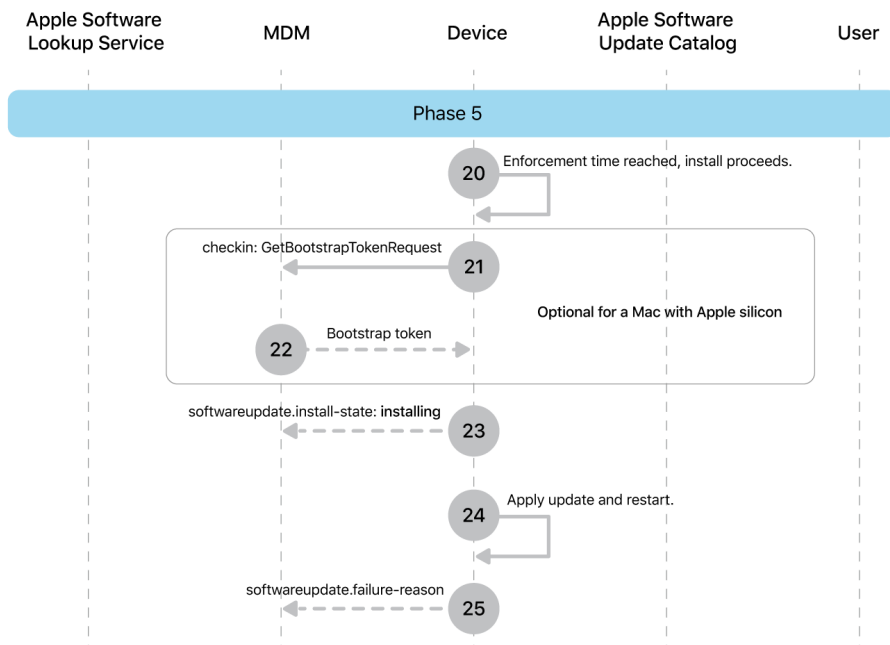 Apple Software
Lookup Service
MDM
Device
Apple Software
Update Catalog
User
Phase 5
20
Enforcement time reached, install proceeds.
checkin: GetBootstrapTokenRequest
21
Optional for a Mac with Apple silicon
22
Bootstrap token
softwareupdate.install-state: installing
23
24
Apply update and restart.
softwareupdate.failure-reason
25